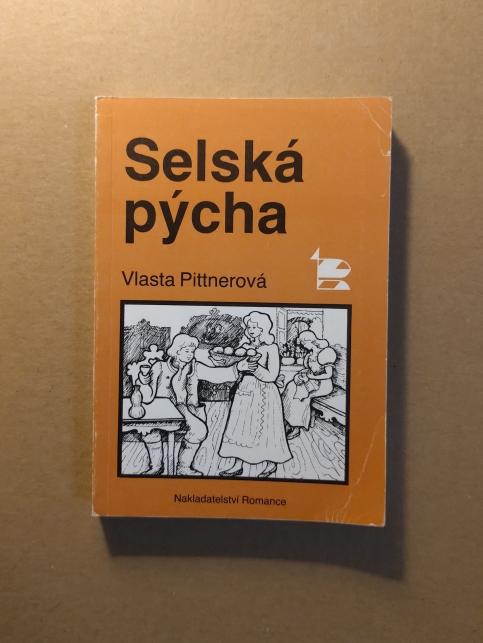 Selská
pýcha
Vlasta Pittnerová
Nakladatelství Romance